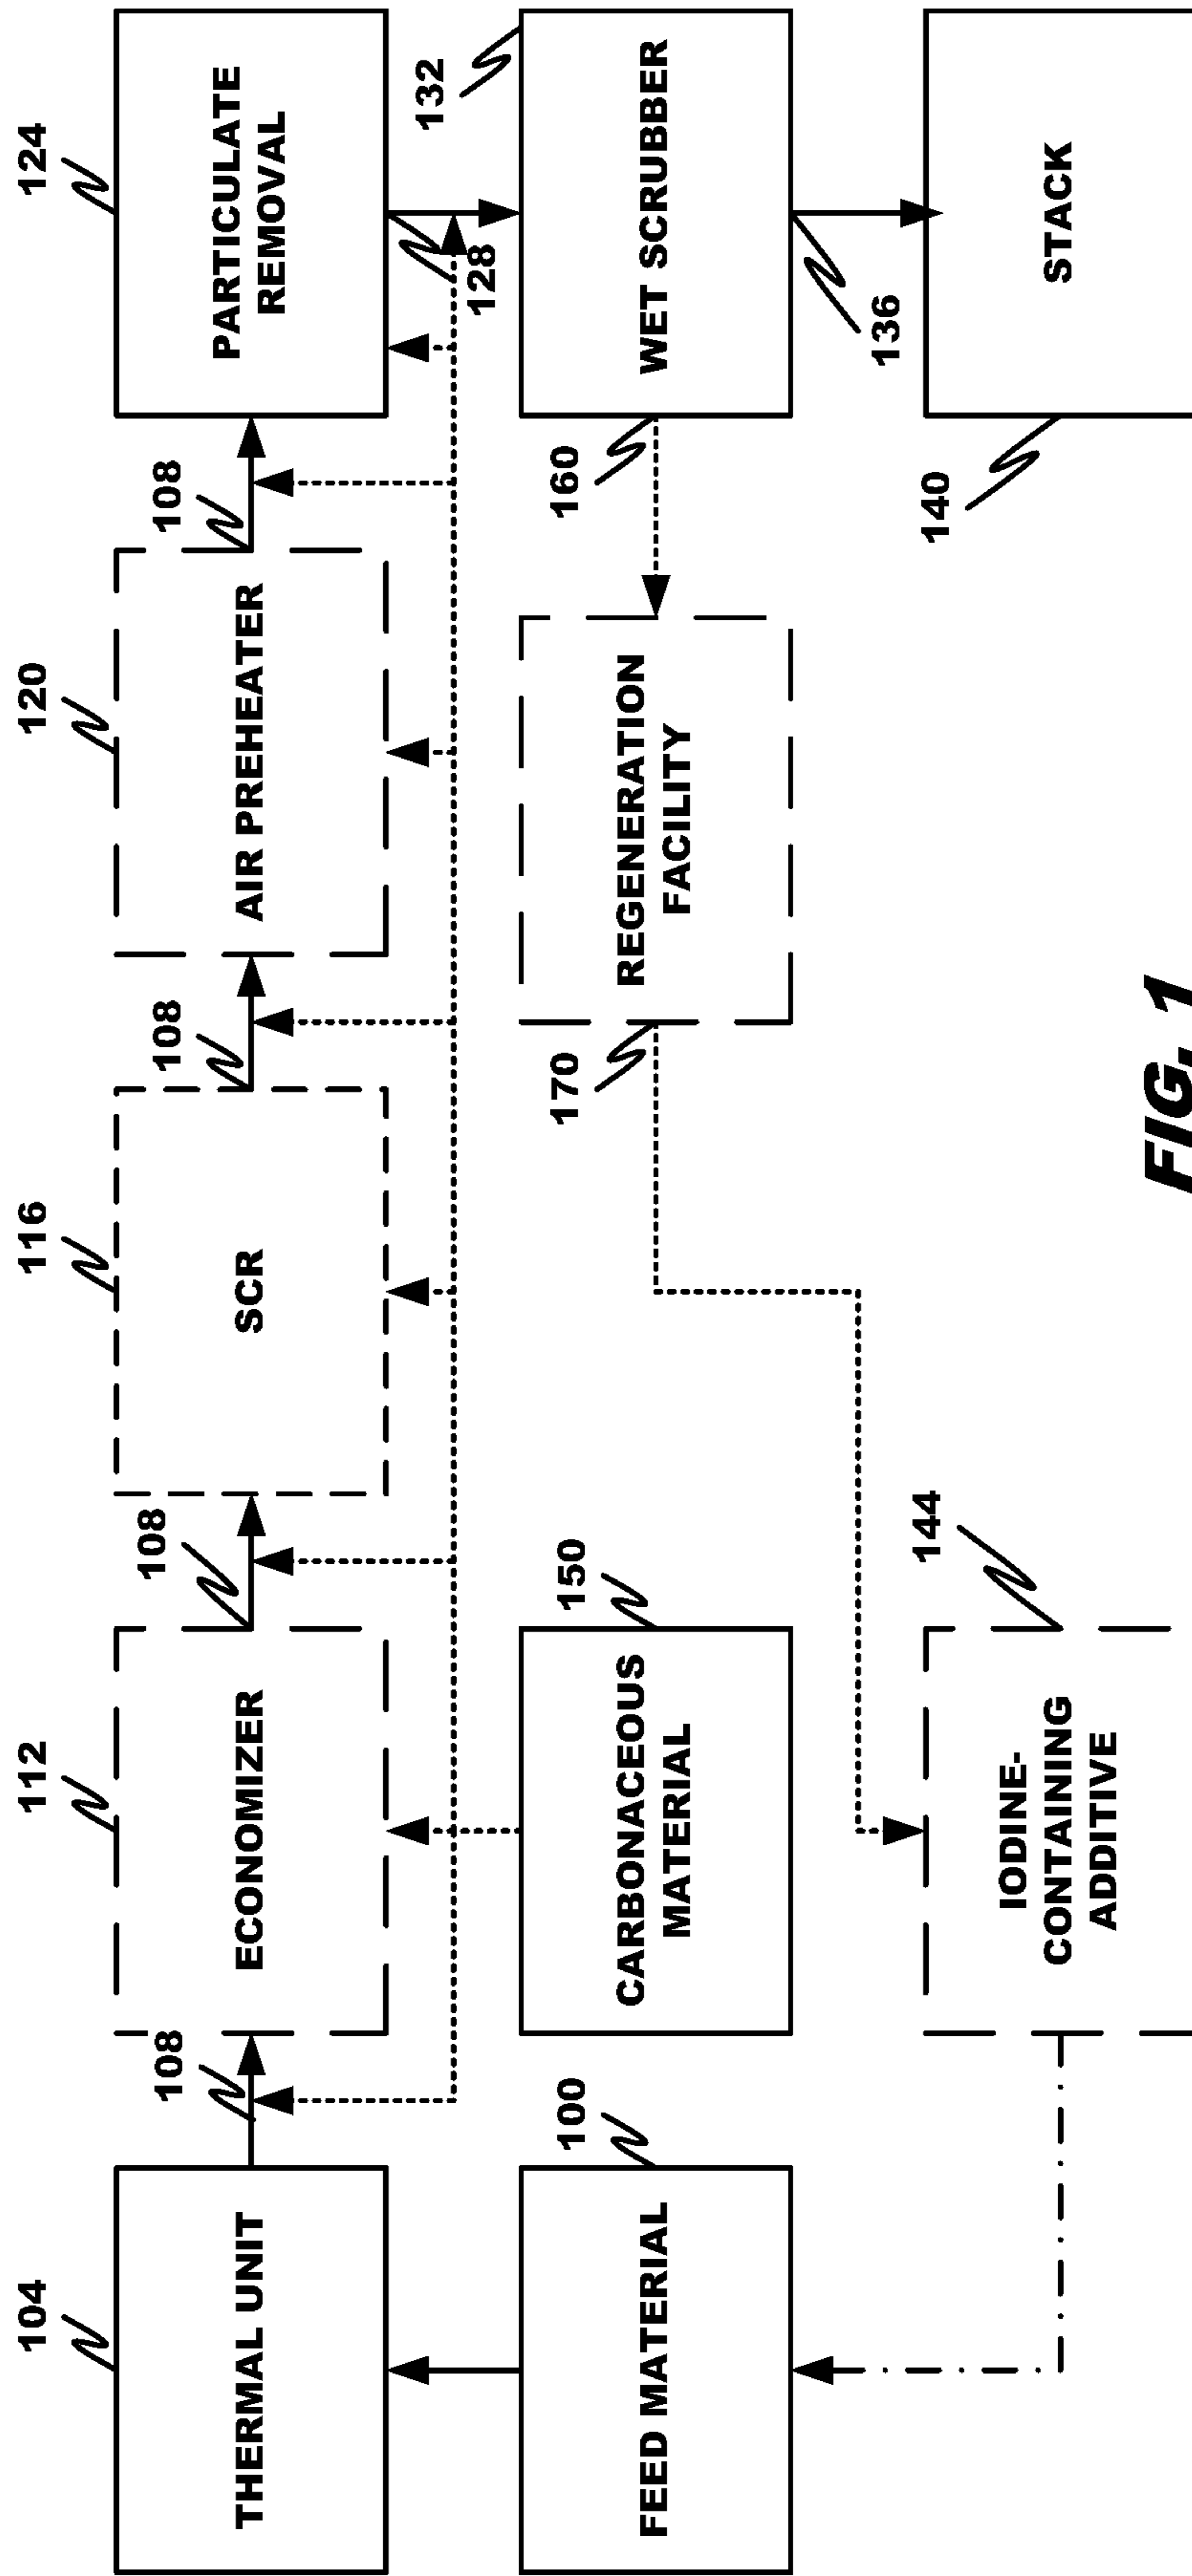 104
112
116
120
124
THERMAL UNIT
108
ECONOMIZER
108
SCR
108
AIR PREHEATER
108
PARTICULATE
REMOVAL
128
100
FEED MATERIAL
150
CARBONACEOUS
MATERIAL
170
REGENERATION
FACILITY
160
132
WET SCRUBBER
136
144
IODINE-
CONTAINING
ADDITIVE
140
STACK
FIG. 1